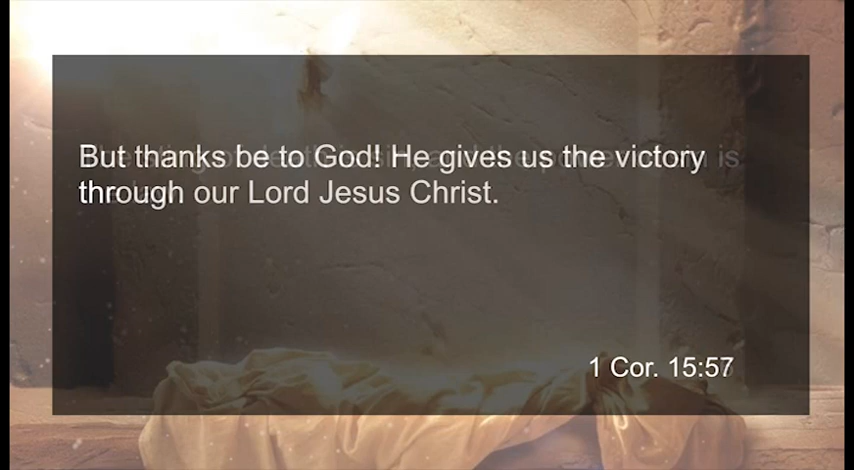 But thanks be to God! He gives us the victory
through our Lord Jesus Christ.
1 Cor. 15:57